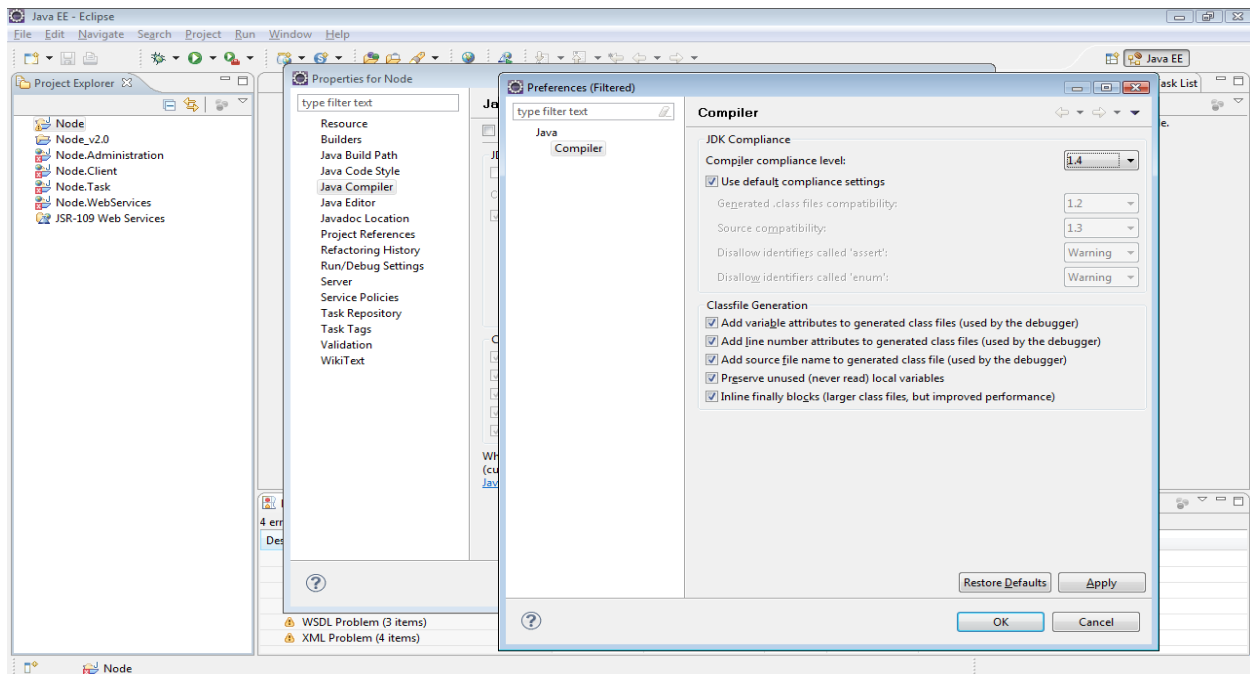 Java EE - Eclipse
File Edit Navigate Search Project Run Window Help
Java EE
Project Explorer
Node
Node_v2.0
Node.Administration
Node.Client
Node.Task
Node.WebServices
JSR-109 Web Services
Properties for Node
type filter text
Resource
Builders
Java Build Path
Java Code Style
Java Compiler
Java Editor
Javadoc Location
Project References
Refactoring History
Run/Debug Settings
Server
Service Policies
Task Repository
Task Tags
Validation
WikiText
Ja
JD
C
C
Wh
(cu
Jav
Preferences (Filtered)
type filter text
Java
Compiler
Compiler
JDK Compliance
Compiler compliance level: 1.4
Use default compliance settings
Generated .class files compatibility: 1.2
Source compatibility: 1.3
Disallow identifiers called 'assert': Warning
Disallow identifiers called 'enum': Warning
Classfile Generation
Add variable attributes to generated class files (used by the debugger)
Add line number attributes to generated class files (used by the debugger)
Add source file name to generated class file (used by the debugger)
Preserve unused (never read) local variables
Inline finally blocks (larger class files, but improved performance)
Restore Defaults Apply
OK Cancel
ask List
e.
4 err
Des
WSDL Problem (3 items)
XML Problem (4 items)
Node